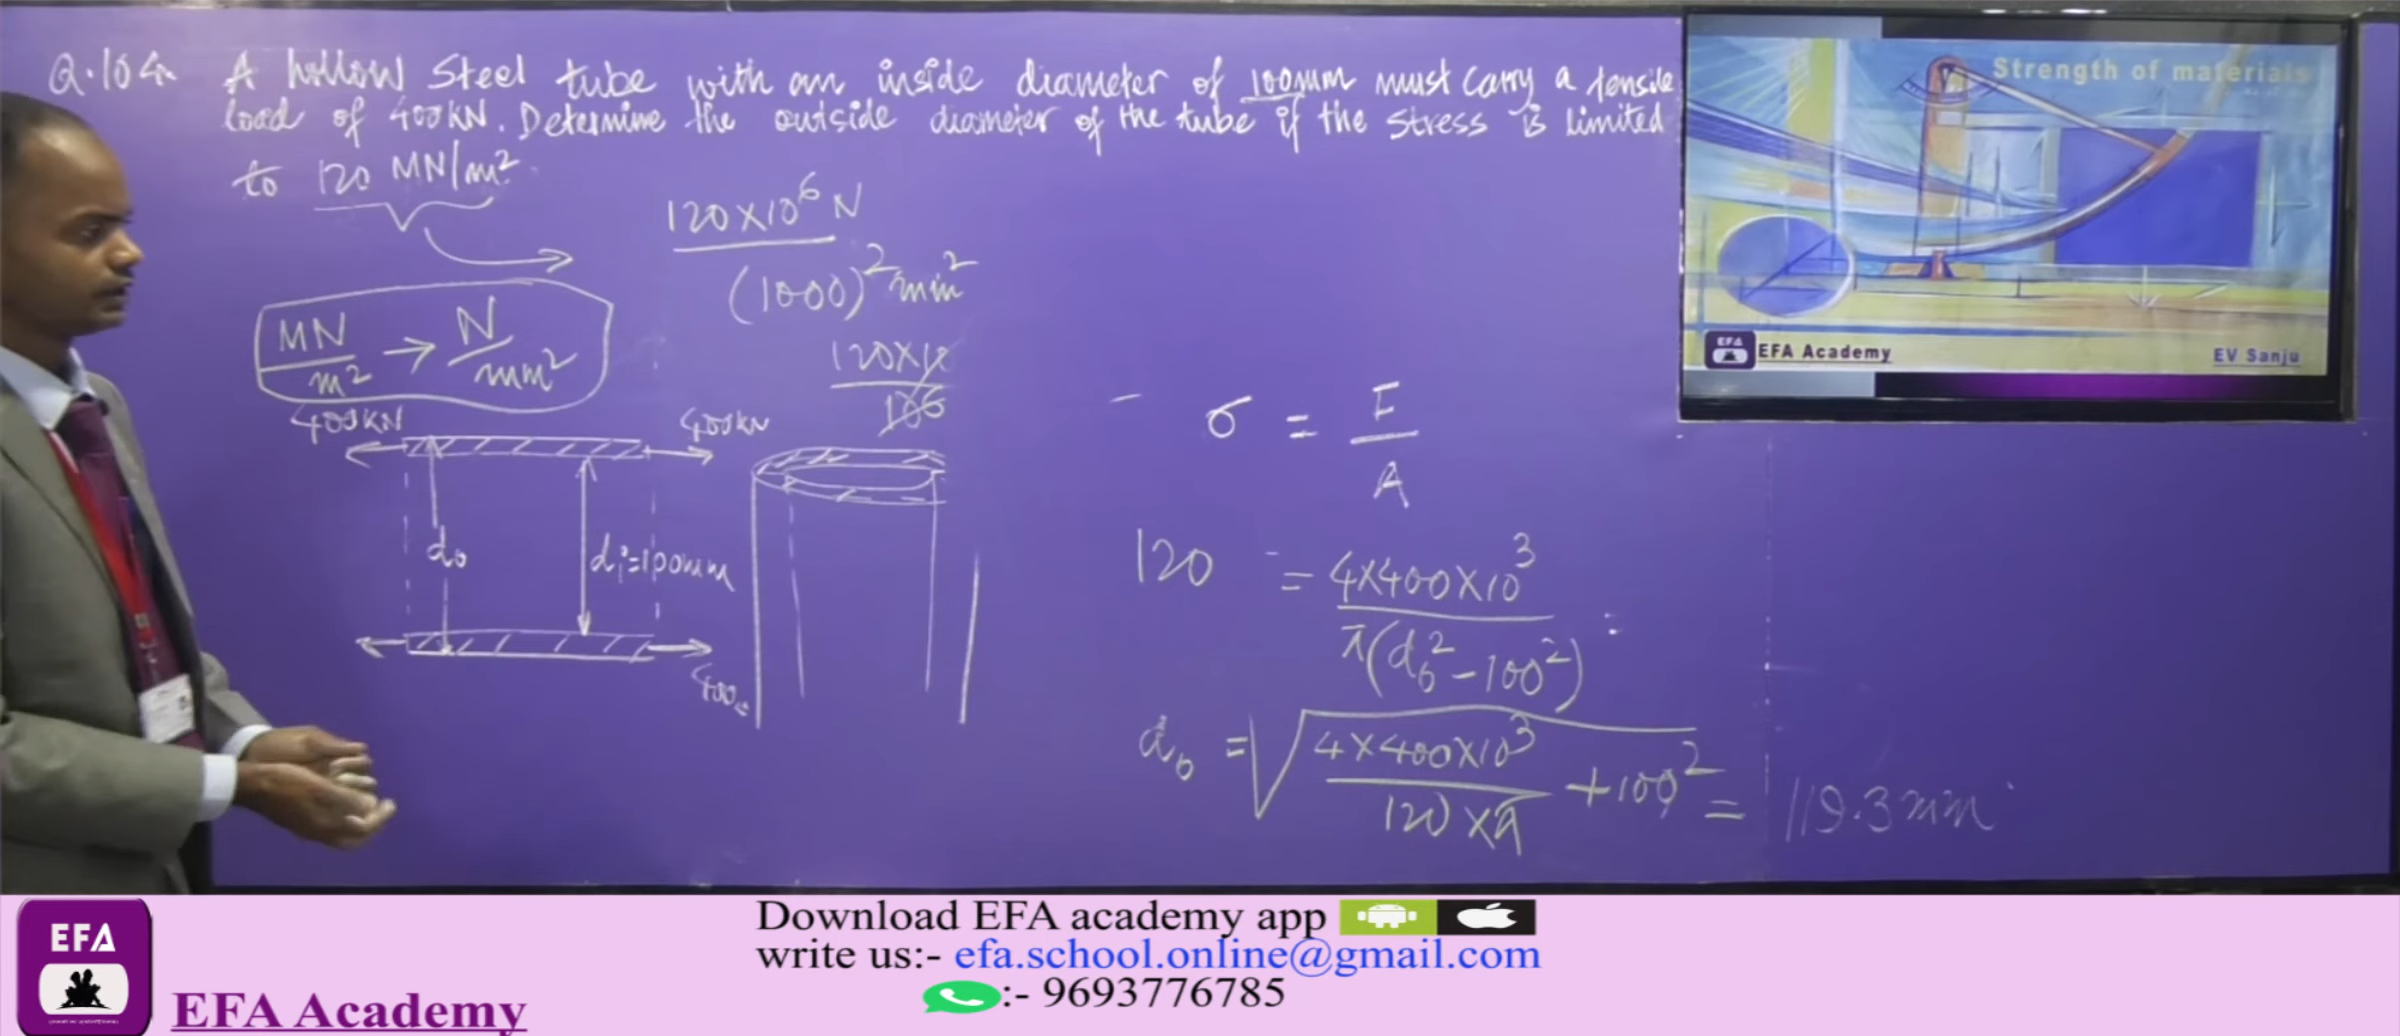 Q.104. A hollow steel tube with an inside diameter of 100mm must carry a tensile
load of 400kN. Determine the outside diameter of the tube if the stress is limited
to 120 MN/m².
120×10⁶ N
(1000)² mm²
MN/m² → N/mm²
120×10
10⁶
400kN
400kN
d₀
dᵢ=100mm
400
σ = F/A
120 = 4×400×10³
π(d₀²-100²)
d₀ = √ 4×400×10³/120×π +100² = 119.3mm
Strength of materials
EFA
EFA Academy
EV Sanju
EFA
EFA Academy
Download EFA academy app
write us:- efa.school.online@gmail.com
:- 9693776785